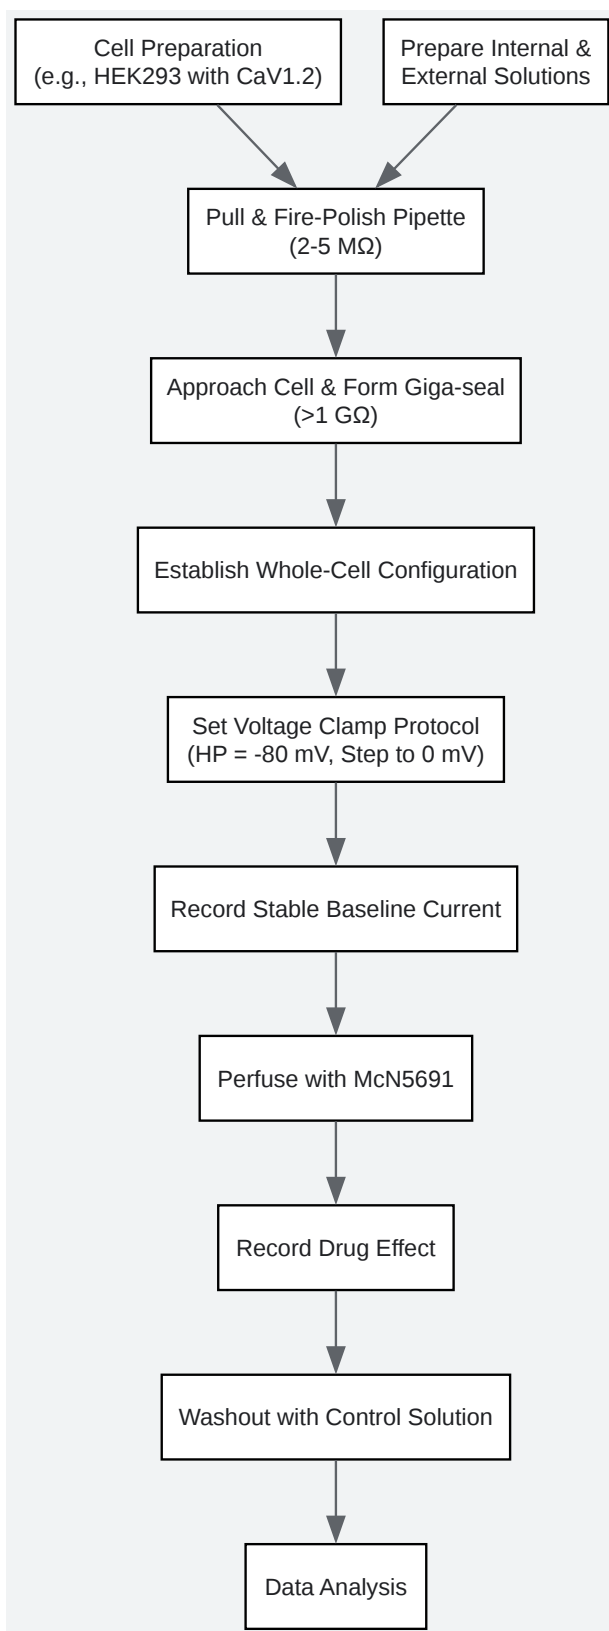 Cell Preparation
(e.g., HEK293 with CaV1.2)
Prepare Internal &
External Solutions
Pull & Fire-Polish Pipette
(2-5 MΩ)
Approach Cell & Form Giga-seal
(>1 GΩ)
Establish Whole-Cell Configuration
Set Voltage Clamp Protocol
(HP = -80 mV, Step to 0 mV)
Record Stable Baseline Current
Perfuse with McN5691
Record Drug Effect
Washout with Control Solution
Data Analysis